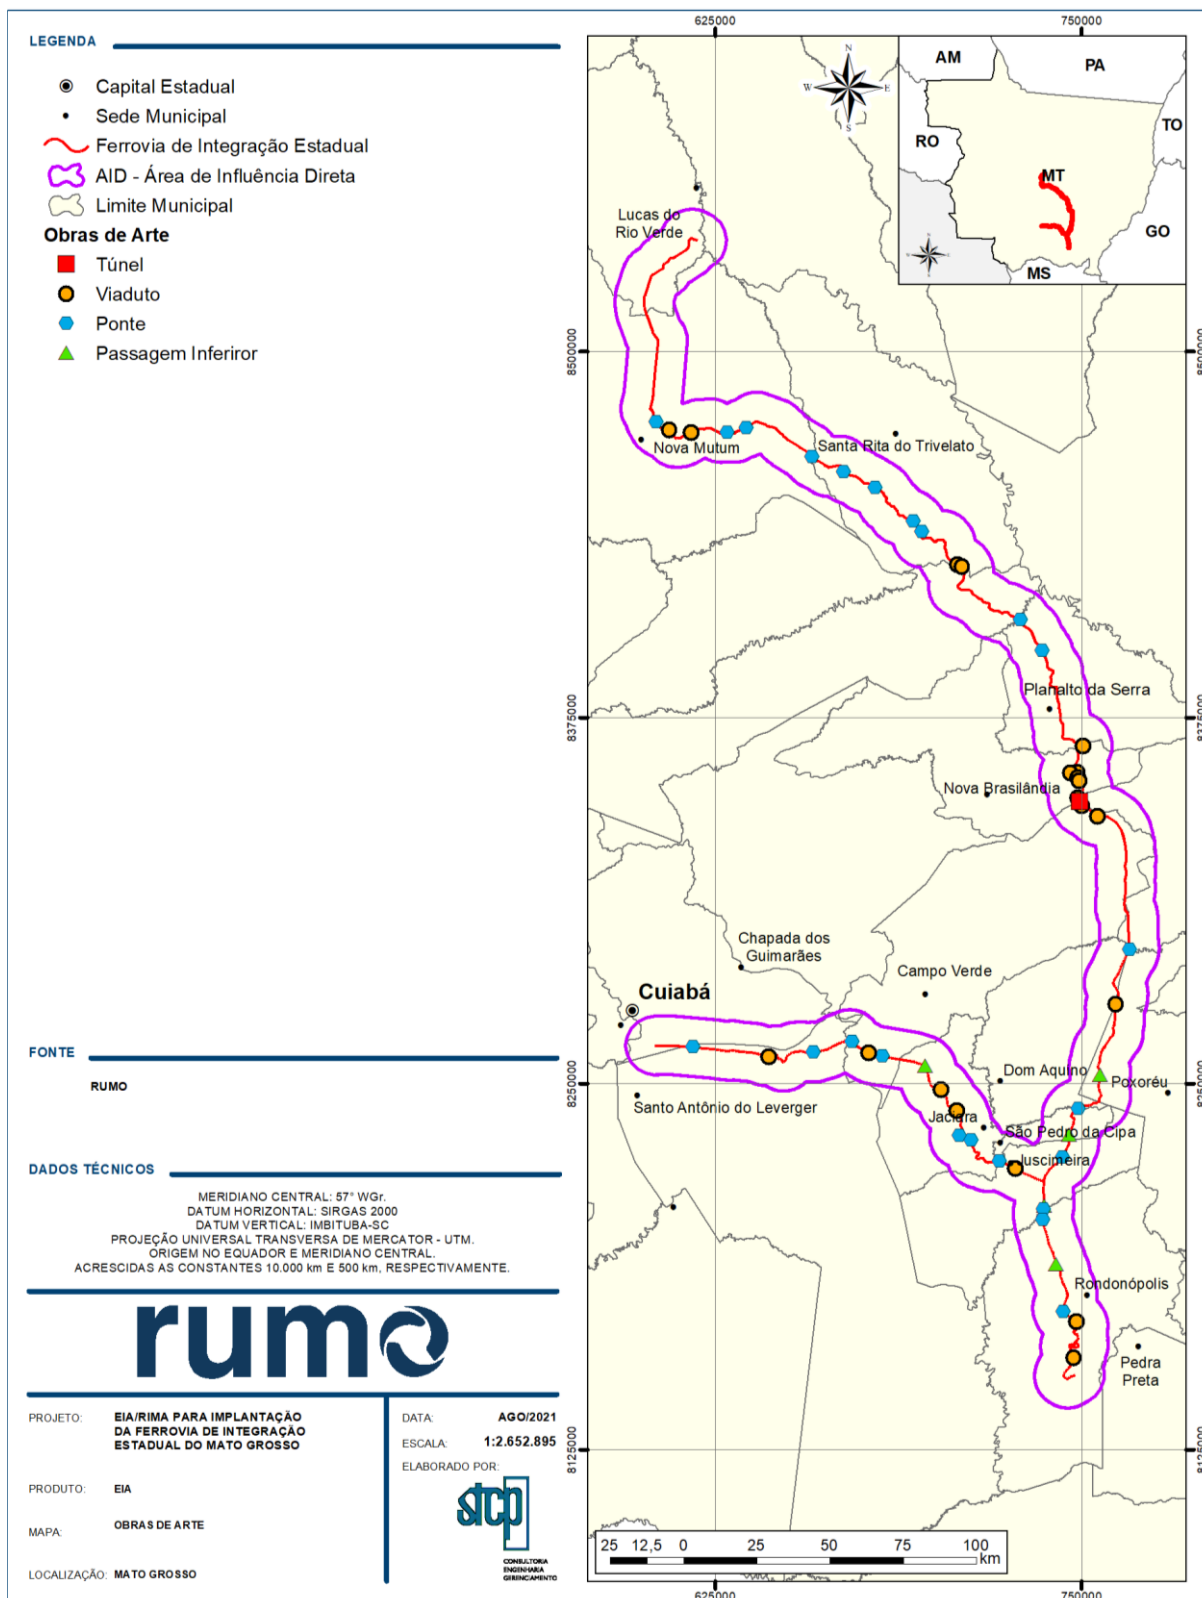 LEGENDA
Capital Estadual
Sede Municipal
Ferrovia de Integração Estadual
AID - Área de Influência Direta
Limite Municipal
Obras de Arte
Túnel
Viaduto
Ponte
Passagem Inferiror
FONTE
RUMO
DADOS TÉCNICOS
MERIDIANO CENTRAL: 57° WGr.
DATUM HORIZONTAL: SIRGAS 2000
DATUM VERTICAL: IMBITUBA-SC
PROJEÇÃO UNIVERSAL TRANSVERSA DE MERCATOR - UTM.
ORIGEM NO EQUADOR E MERIDIANO CENTRAL.
ACRESCIDAS AS CONSTANTES 10.000 km E 500 km, RESPECTIVAMENTE.
rumo
PROJETO: EIA/RIMA PARA IMPLANTAÇÃO
DA FERROVIA DE INTEGRAÇÃO
ESTADUAL DO MATO GROSSO
PRODUTO: EIA
MAPA: OBRAS DE ARTE
LOCALIZAÇÃO: MATO GROSSO
DATA: AGO/2021
ESCALA: 1:2.652.895
ELABORADO POR:
stcp
CONSULTORIA
ENGENHARIA
GERENCIAMENTO
625000 750000
N
W E
S
AM
PA
RO
TO
MT
GO
MS
Lucas do
Rio Verde
8500000 8500000
Nova Mutum
Santa Rita do Trivelato
Planalto da Serra
8375000 8375000
Nova Brasilândia
Chapada dos
Guimarães
Campo Verde
Cuiabá
8250000 8250000
Dom Aquino
Poxoréu
Santo Antônio do Leverger
Jaciara
São Pedro da Cipa
Juscimeira
Rondonópolis
Pedra
Preta
8125000 8125000
25 12,5 0 25 50 75 100
km
625000 750000